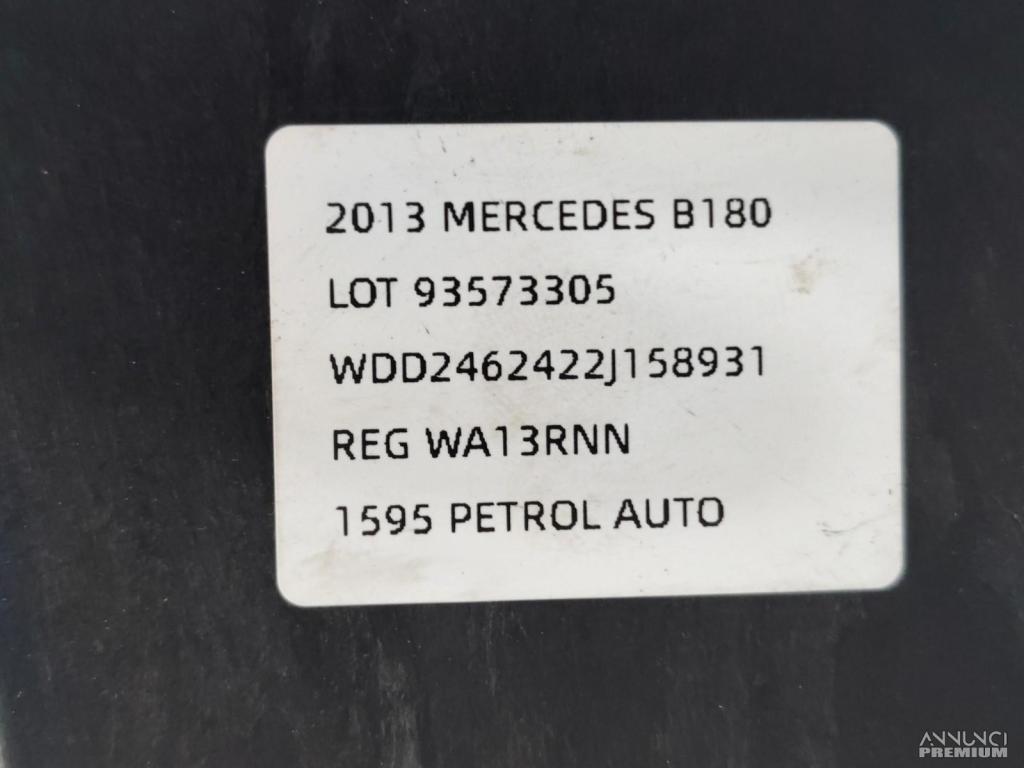 2013 MERCEDES B180
LOT 93573305
WDD2462422J158931
REG WA13RNN
1595 PETROL AUTO
ANNUNCI
PREMIUM